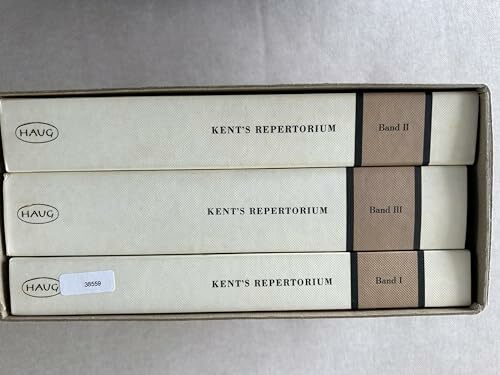 HAUG
KENT'S REPERTORIUM
Band II
HAUG
KENT'S REPERTORIUM
Band III
HAUG
38559
KENT'S REPERTORIUM
Band I